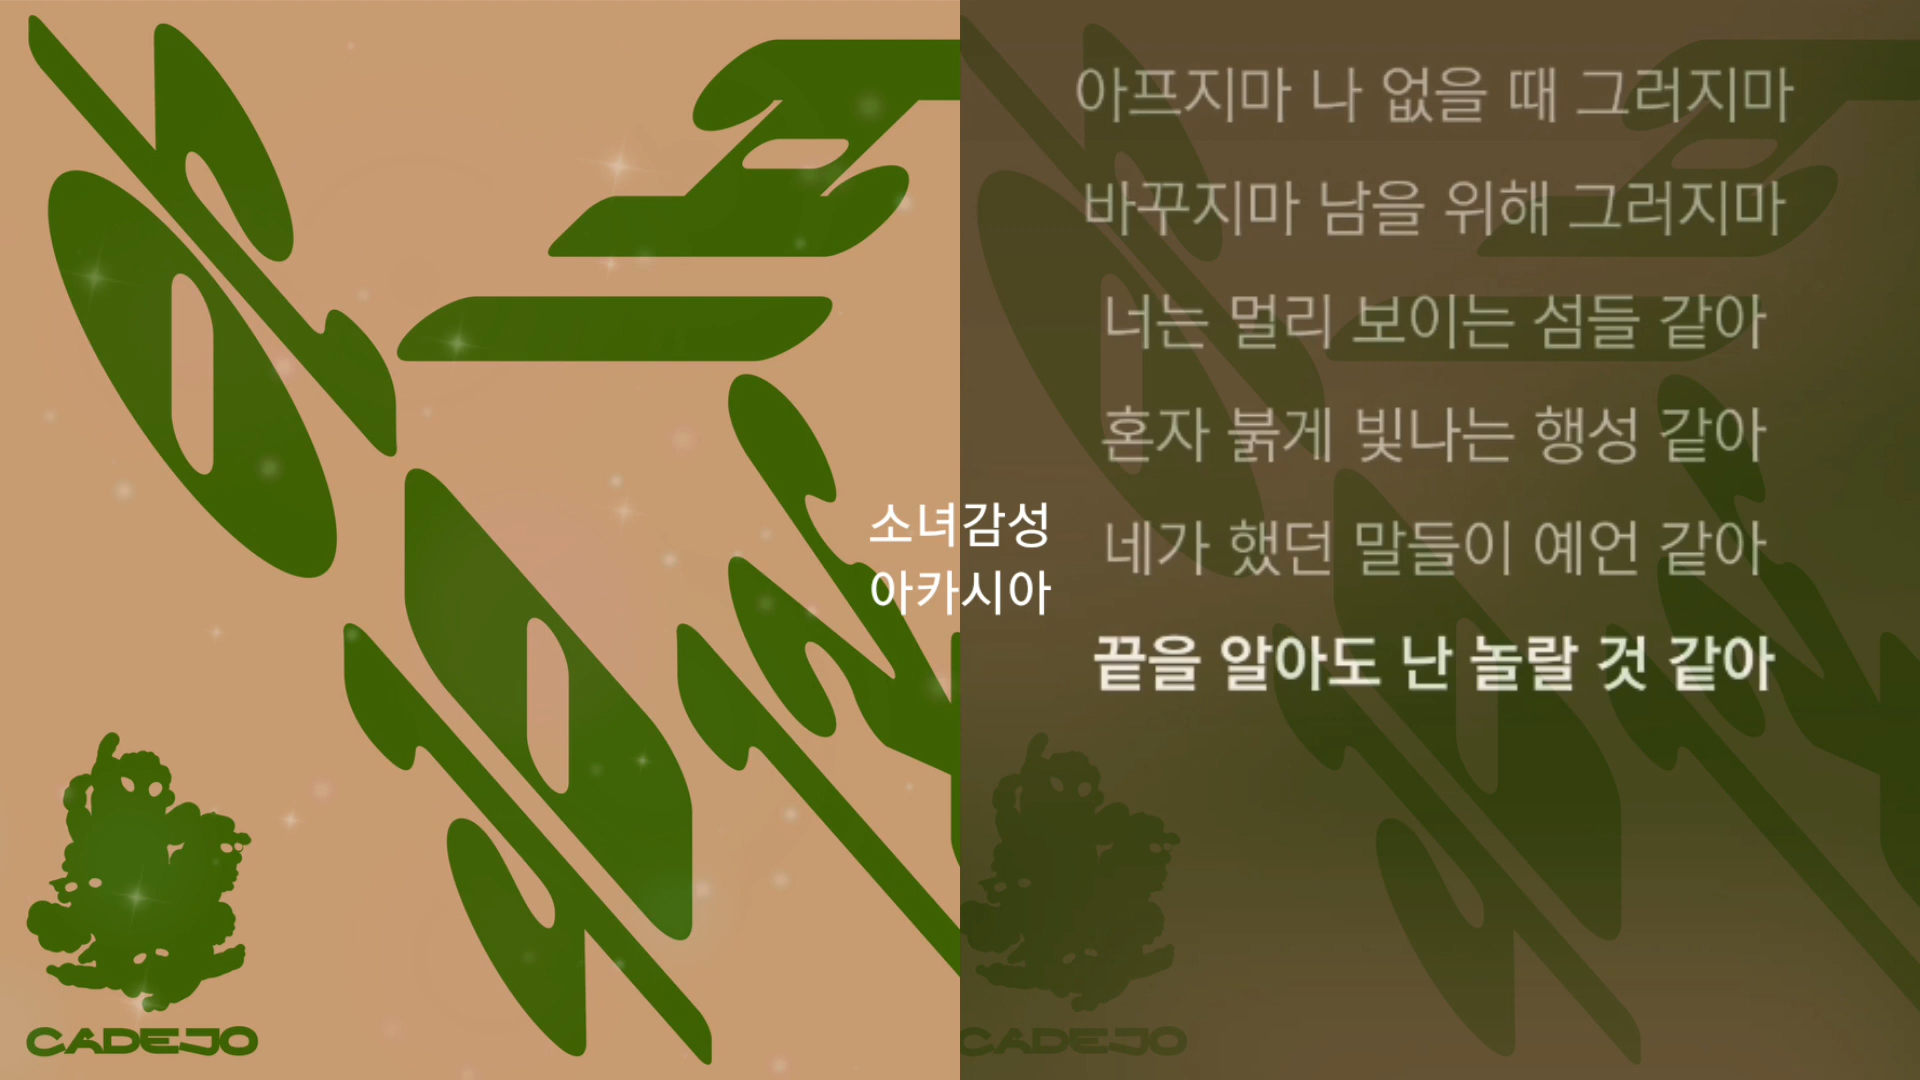 아프지마 나 없을 때 그러지마
바꾸지마 남을 위해 그러지마
너는 멀리 보이는 섬들 같아
혼자 붉게 빛나는 행성 같아
소녀감성
아카시아
네가 했던 말들이 예언 같아
끝을 알아도 난 놀랄 것 같아
CADEJO
CADEJO